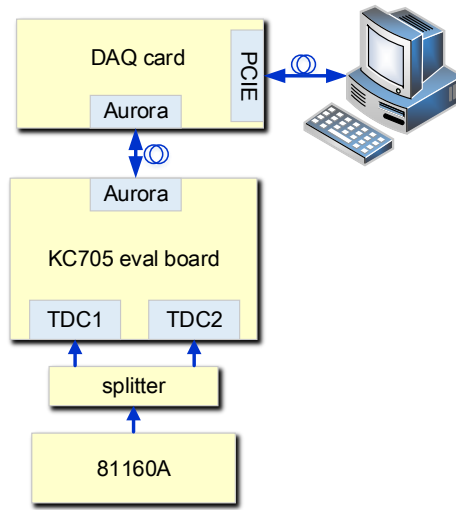 DAQ card
PCIE
Aurora
Aurora
KC705 eval board
TDC1
TDC2
splitter
81160A